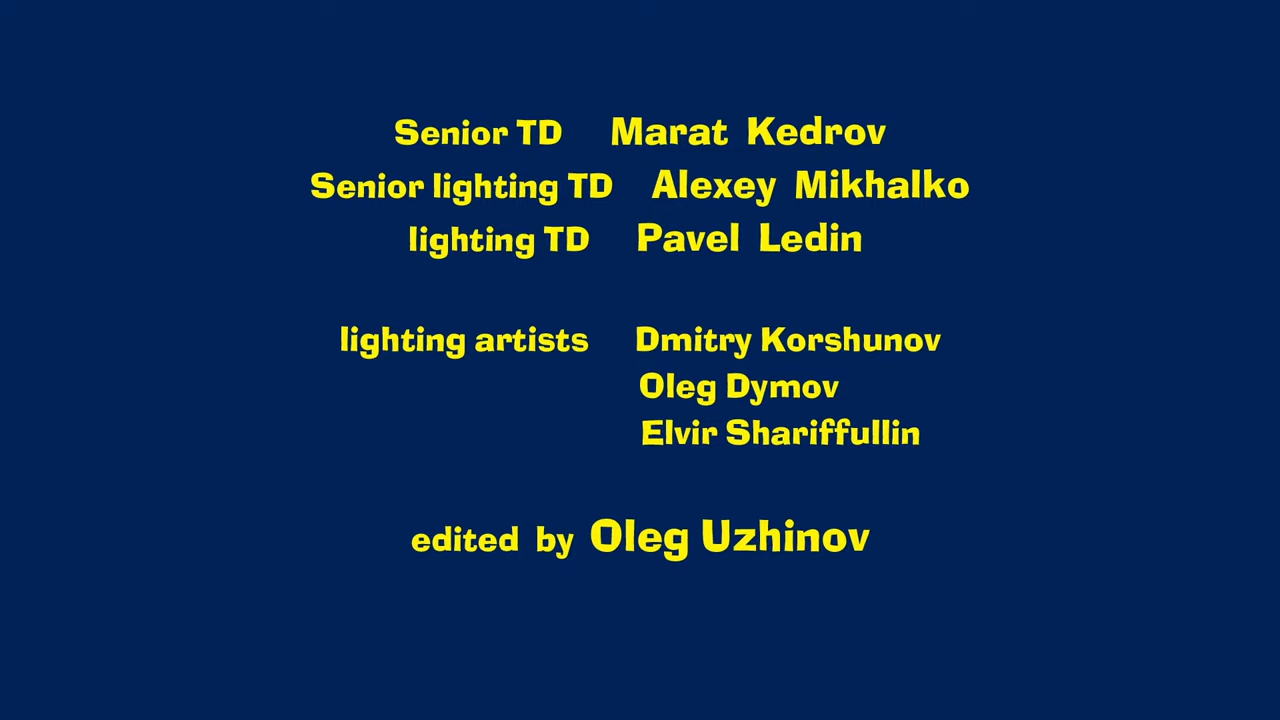 Senior TD Marat Kedrov
Senior lighting TD Alexey Mikhalko
lighting TD Pavel Ledin
lighting artists Dmitry Korshunov
Oleg Dymov
Elvir Shariffullin
edited by Oleg Uzhinov